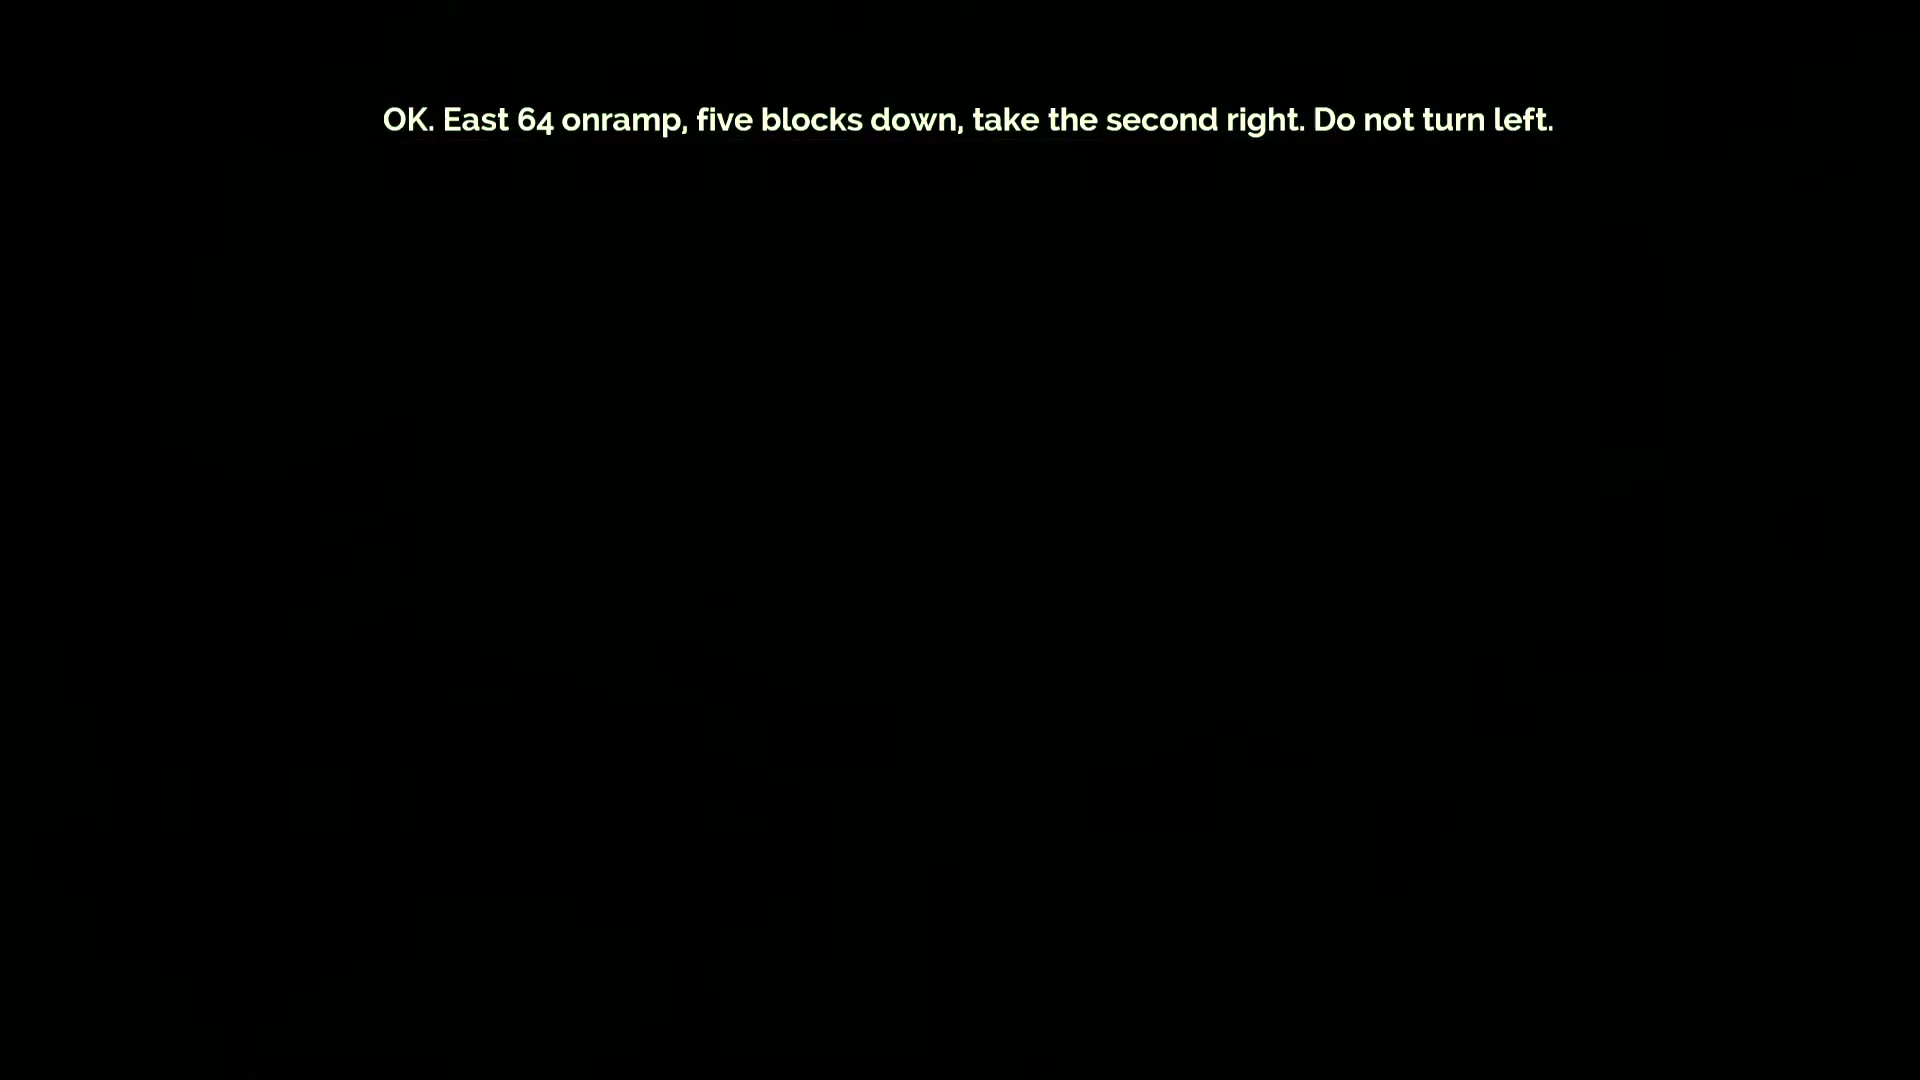 OK. East 64 onramp, five blocks down, take the second right. Do not turn left.